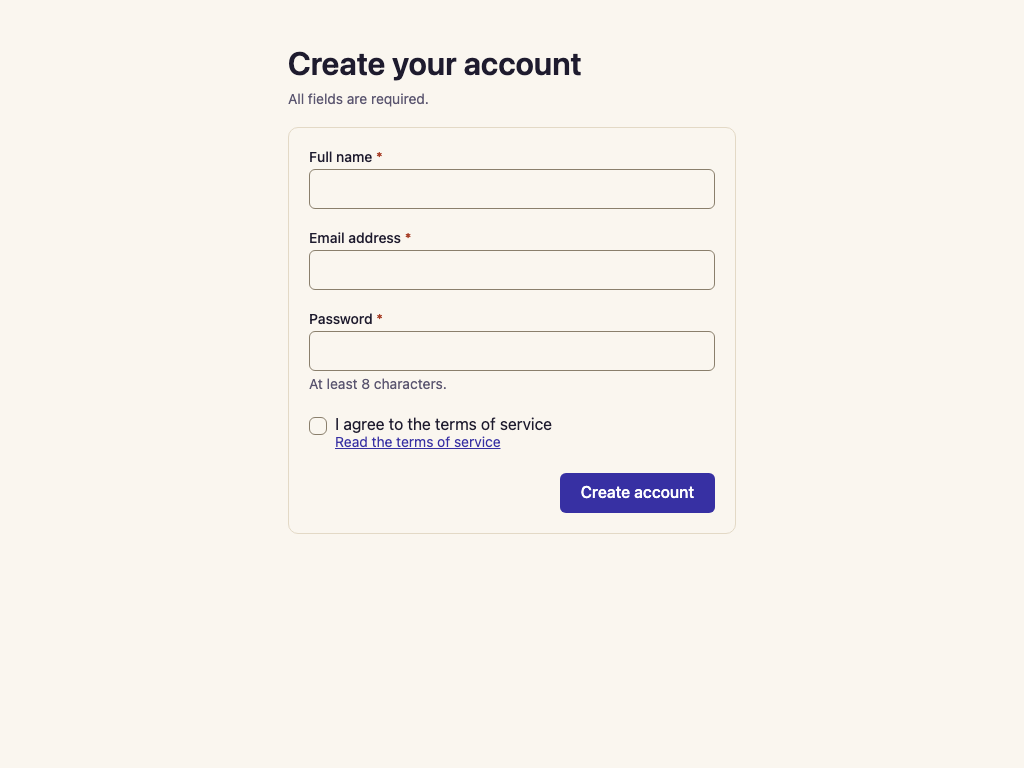 Create your account
All fields are required.
Full name *
Email address *
Password *
At least 8 characters.
I agree to the terms of service
Read the terms of service
Create account